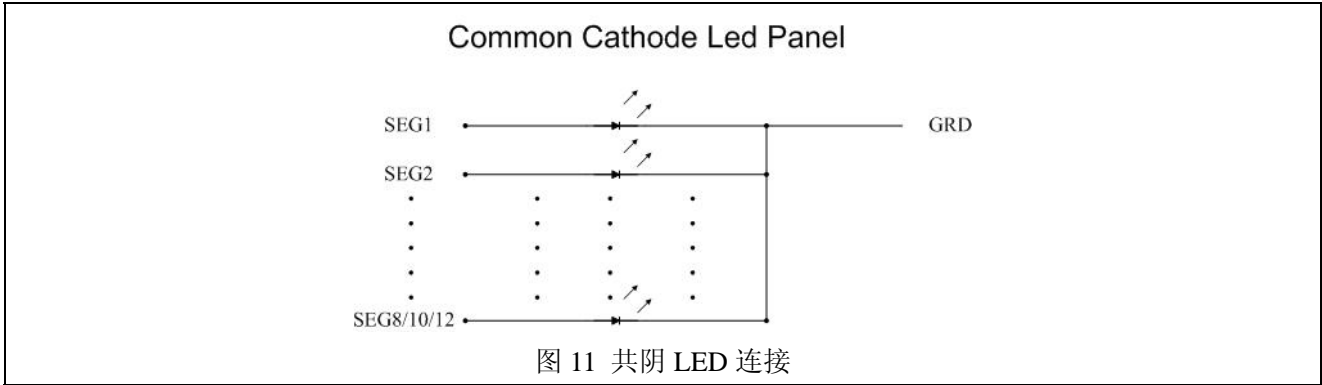 Common Cathode Led Panel
SEG1 GRD
SEG2
SEG8/10/12
图 11 共阴 LED 连接